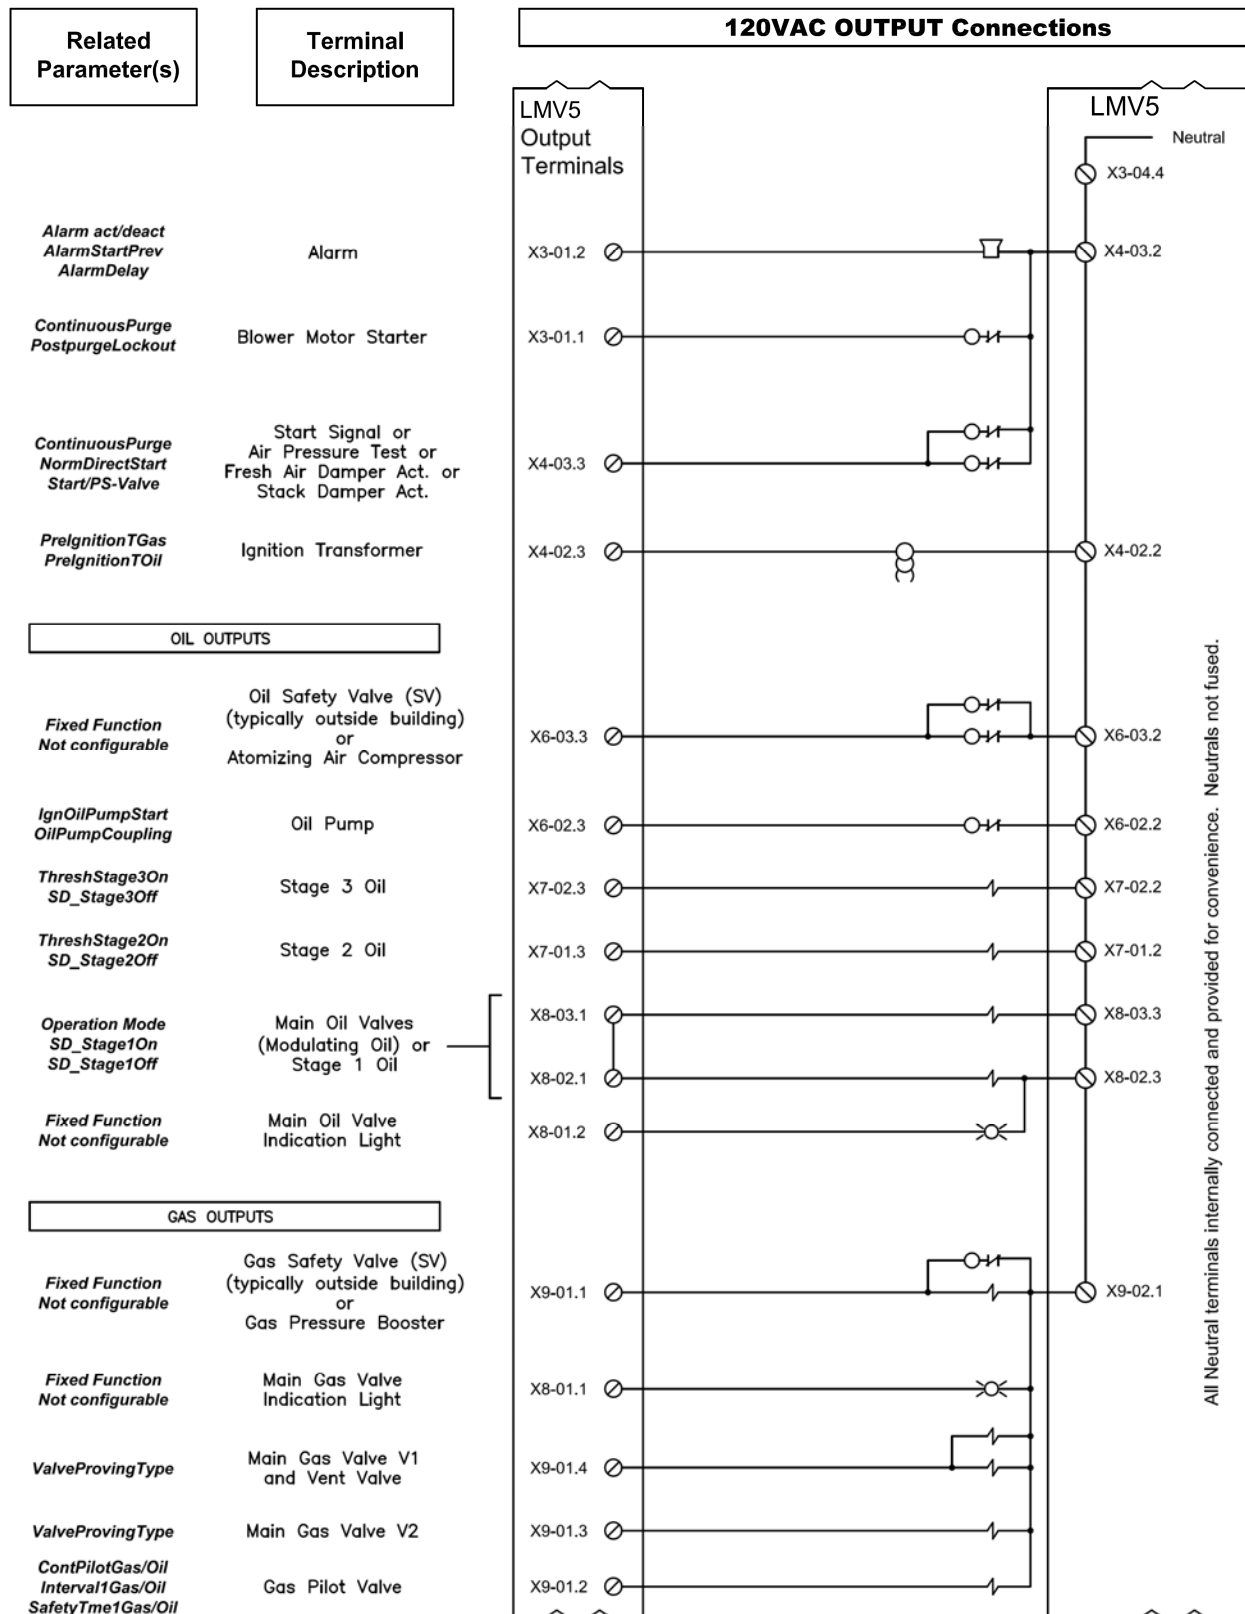 Related
Parameter(s)
Terminal
Description
120VAC OUTPUT Connections
LMV5
Output
Terminals
LMV5
Neutral
X3-04.4
Alarm act/deact
AlarmStartPrev
AlarmDelay
Alarm
X3-01.2
X4-03.2
ContinuousPurge
PostpurgeLockout
Blower Motor Starter
X3-01.1
ContinuousPurge
NormDirectStart
Start/PS-Valve
Start Signal or
Air Pressure Test or
Fresh Air Damper Act. or
Stack Damper Act.
X4-03.3
PreIgnitionTGas
PreIgnitionTOil
Ignition Transformer
X4-02.3
X4-02.2
OIL OUTPUTS
Fixed Function
Not configurable
Oil Safety Valve (SV)
(typically outside building)
or
Atomizing Air Compressor
X6-03.3
X6-03.2
IgnOilPumpStart
OilPumpCoupling
Oil Pump
X6-02.3
X6-02.2
ThreshStage3On
SD_Stage3Off
Stage 3 Oil
X7-02.3
X7-02.2
ThreshStage2On
SD_Stage2Off
Stage 2 Oil
X7-01.3
X7-01.2
Operation Mode
SD_Stage1On
SD_Stage1Off
Main Oil Valves
(Modulating Oil) or
Stage 1 Oil
X8-03.1
X8-03.3
X8-02.1
X8-02.3
Fixed Function
Not configurable
Main Oil Valve
Indication Light
X8-01.2
GAS OUTPUTS
Fixed Function
Not configurable
Gas Safety Valve (SV)
(typically outside building)
or
Gas Pressure Booster
X9-01.1
X9-02.1
Fixed Function
Not configurable
Main Gas Valve
Indication Light
X8-01.1
ValveProvingType
Main Gas Valve V1
and Vent Valve
X9-01.4
ValveProvingType
Main Gas Valve V2
X9-01.3
ContPilotGas/Oil
Interval1Gas/Oil
SafetyTme1Gas/Oil
Gas Pilot Valve
X9-01.2
All Neutral terminals internally connected and provided for convenience. Neutrals not fused.